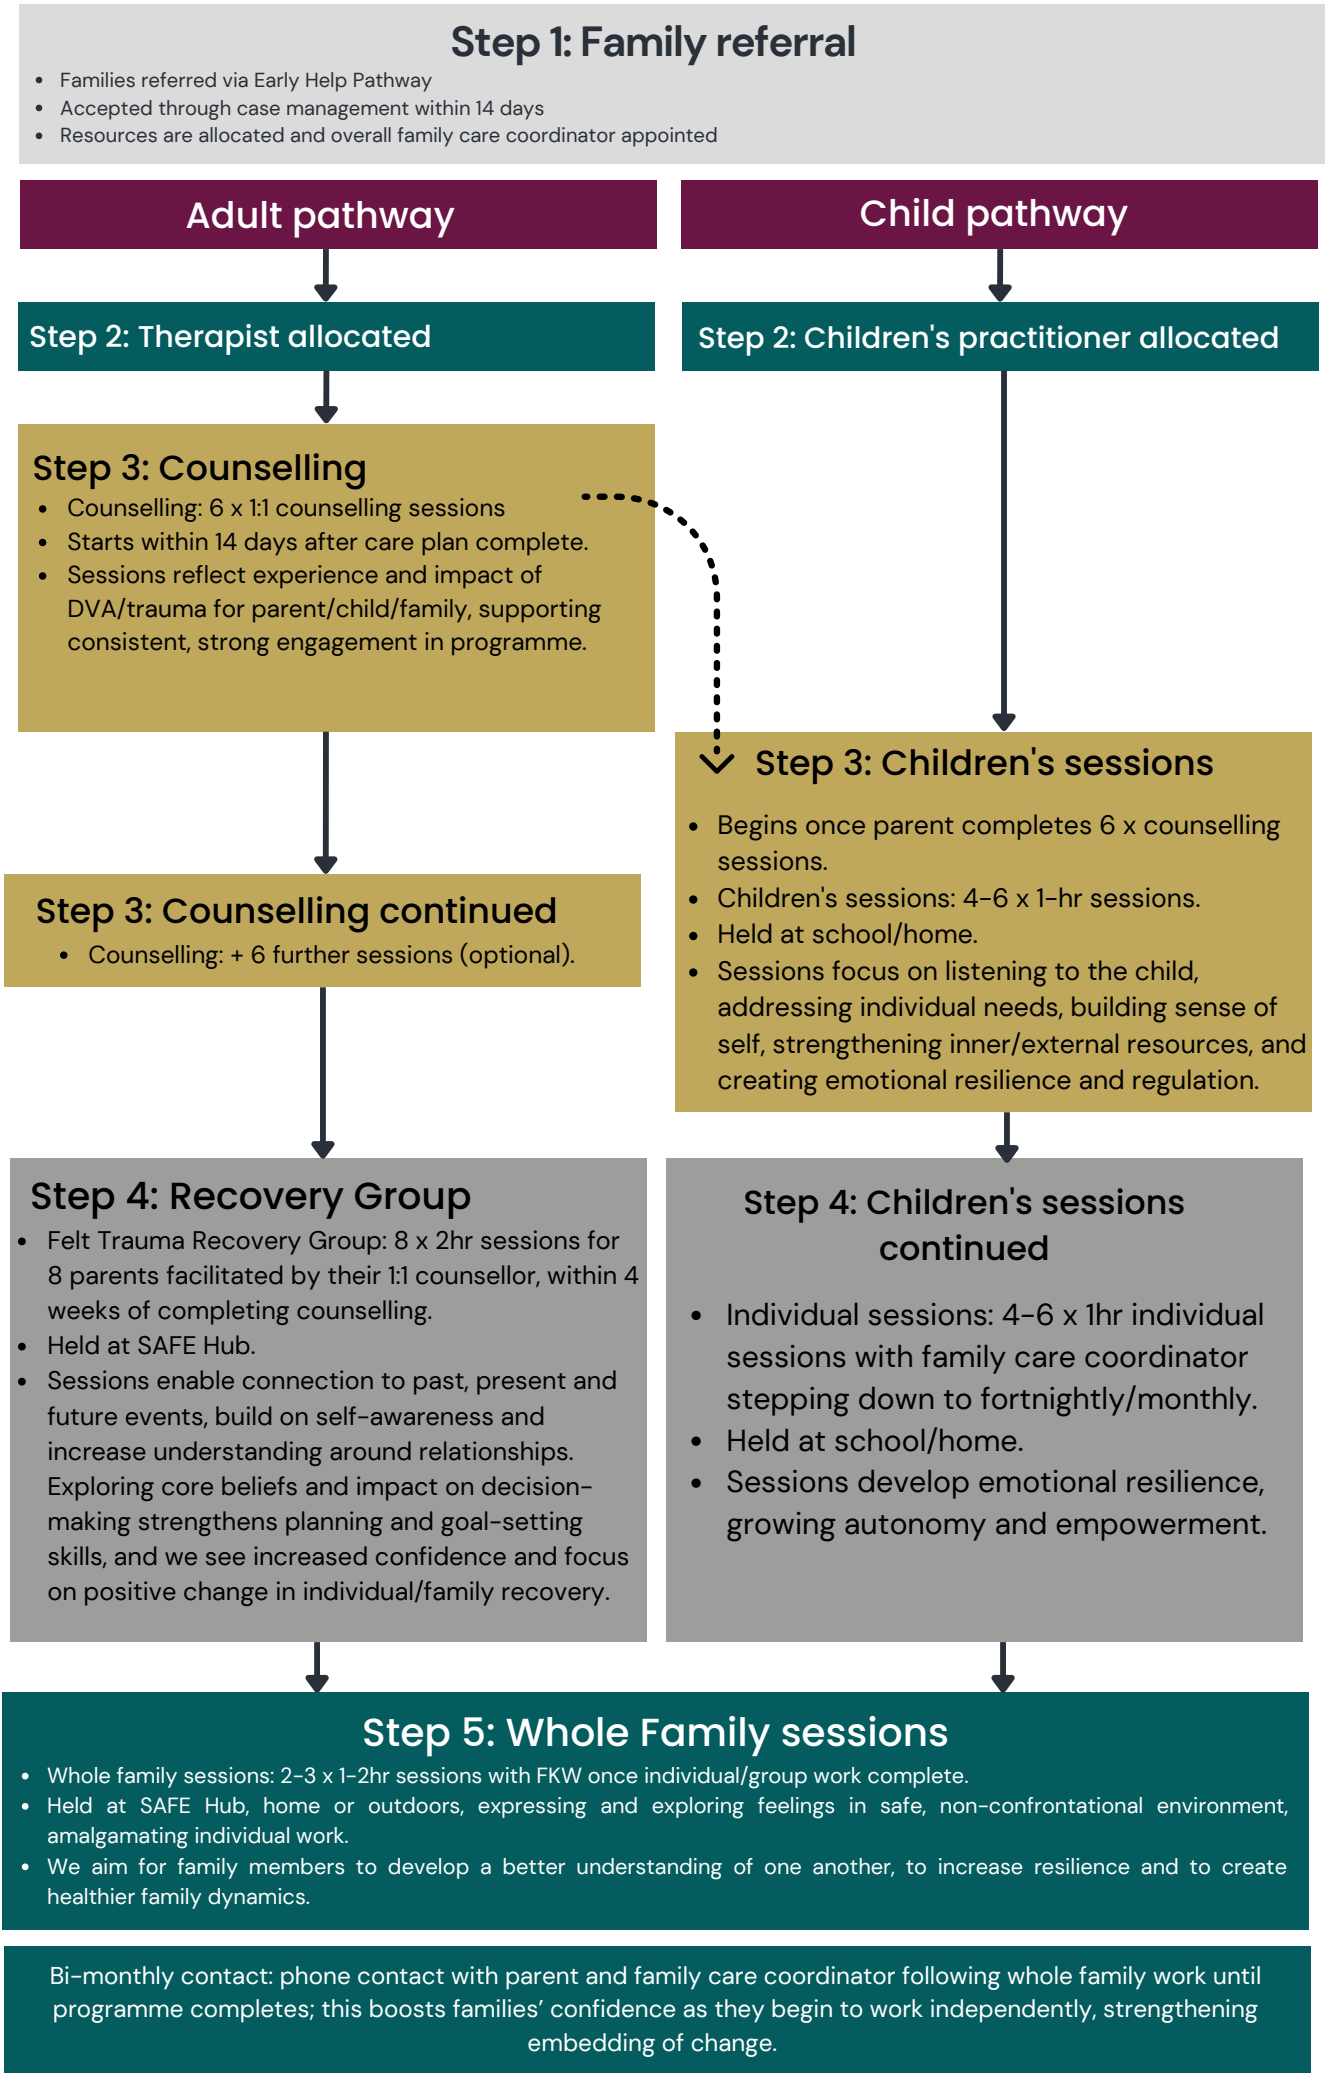 Step 1: Family referral
• Families referred via Early Help Pathway
• Accepted through case management within 14 days
• Resources are allocated and overall family care coordinator appointed
Adult pathway
Child pathway
Step 2: Therapist allocated
Step 2: Children's practitioner allocated
Step 3: Counselling
• Counselling: 6 x 1:1 counselling sessions
• Starts within 14 days after care plan complete.
• Sessions reflect experience and impact of
DVA/trauma for parent/child/family, supporting
consistent, strong engagement in programme.
Step 3: Children's sessions
• Begins once parent completes 6 x counselling
sessions.
• Children's sessions: 4-6 x 1-hr sessions.
• Held at school/home.
• Sessions focus on listening to the child,
addressing individual needs, building sense of
self, strengthening inner/external resources, and
creating emotional resilience and regulation.
Step 3: Counselling continued
• Counselling: + 6 further sessions (optional).
Step 4: Recovery Group
• Felt Trauma Recovery Group: 8 x 2hr sessions for
8 parents facilitated by their 1:1 counsellor, within 4
weeks of completing counselling.
• Held at SAFE Hub.
• Sessions enable connection to past, present and
future events, build on self-awareness and
increase understanding around relationships.
Exploring core beliefs and impact on decision-
making strengthens planning and goal-setting
skills, and we see increased confidence and focus
on positive change in individual/family recovery.
Step 4: Children's sessions
continued
• Individual sessions: 4-6 x 1hr individual
sessions with family care coordinator
stepping down to fortnightly/monthly.
• Held at school/home.
• Sessions develop emotional resilience,
growing autonomy and empowerment.
Step 5: Whole Family sessions
• Whole family sessions: 2-3 x 1-2hr sessions with FKW once individual/group work complete.
• Held at SAFE Hub, home or outdoors, expressing and exploring feelings in safe, non-confrontational environment,
amalgamating individual work.
• We aim for family members to develop a better understanding of one another, to increase resilience and to create
healthier family dynamics.
Bi-monthly contact: phone contact with parent and family care coordinator following whole family work until
programme completes; this boosts families’ confidence as they begin to work independently, strengthening
embedding of change.